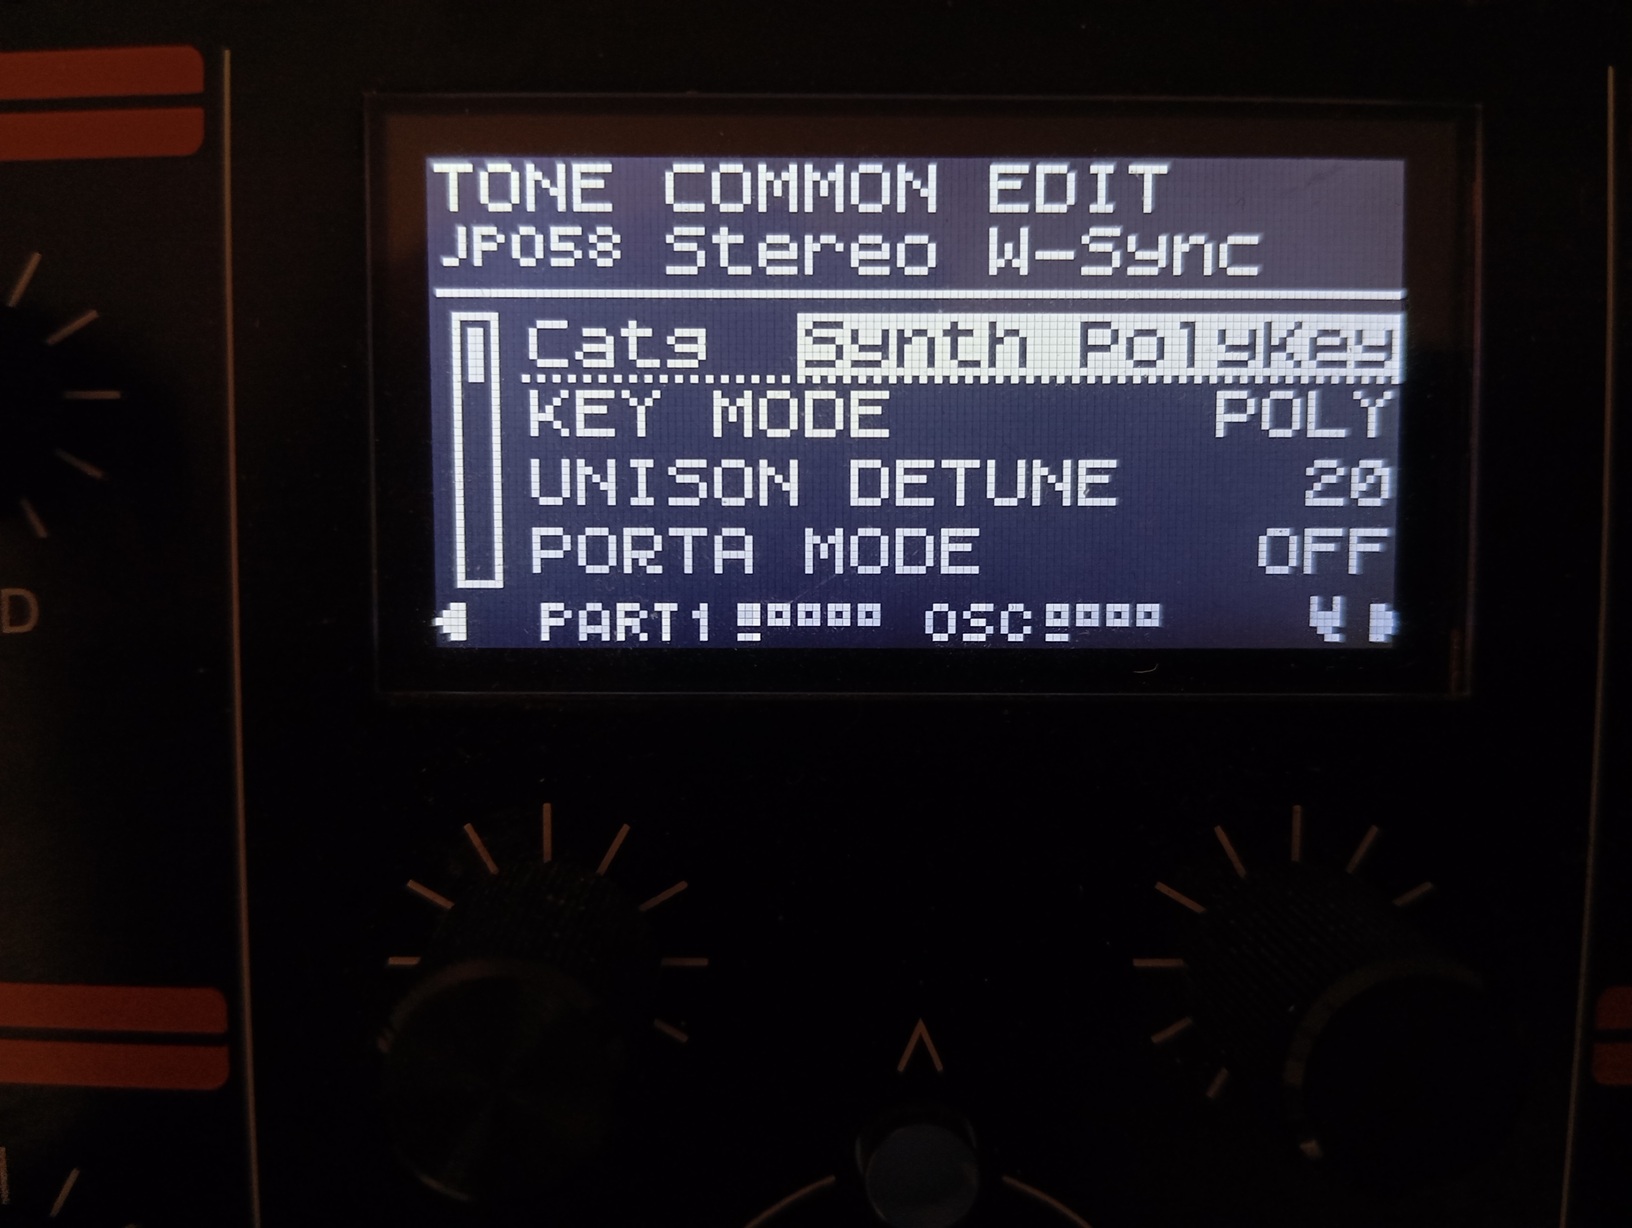 TONE COMMON EDIT
JP058 Stereo W-Sync
Catg Synth PolyKey
KEY MODE POLY
UNISON DETUNE 20
PORTA MODE OFF
PART1 OSC
D